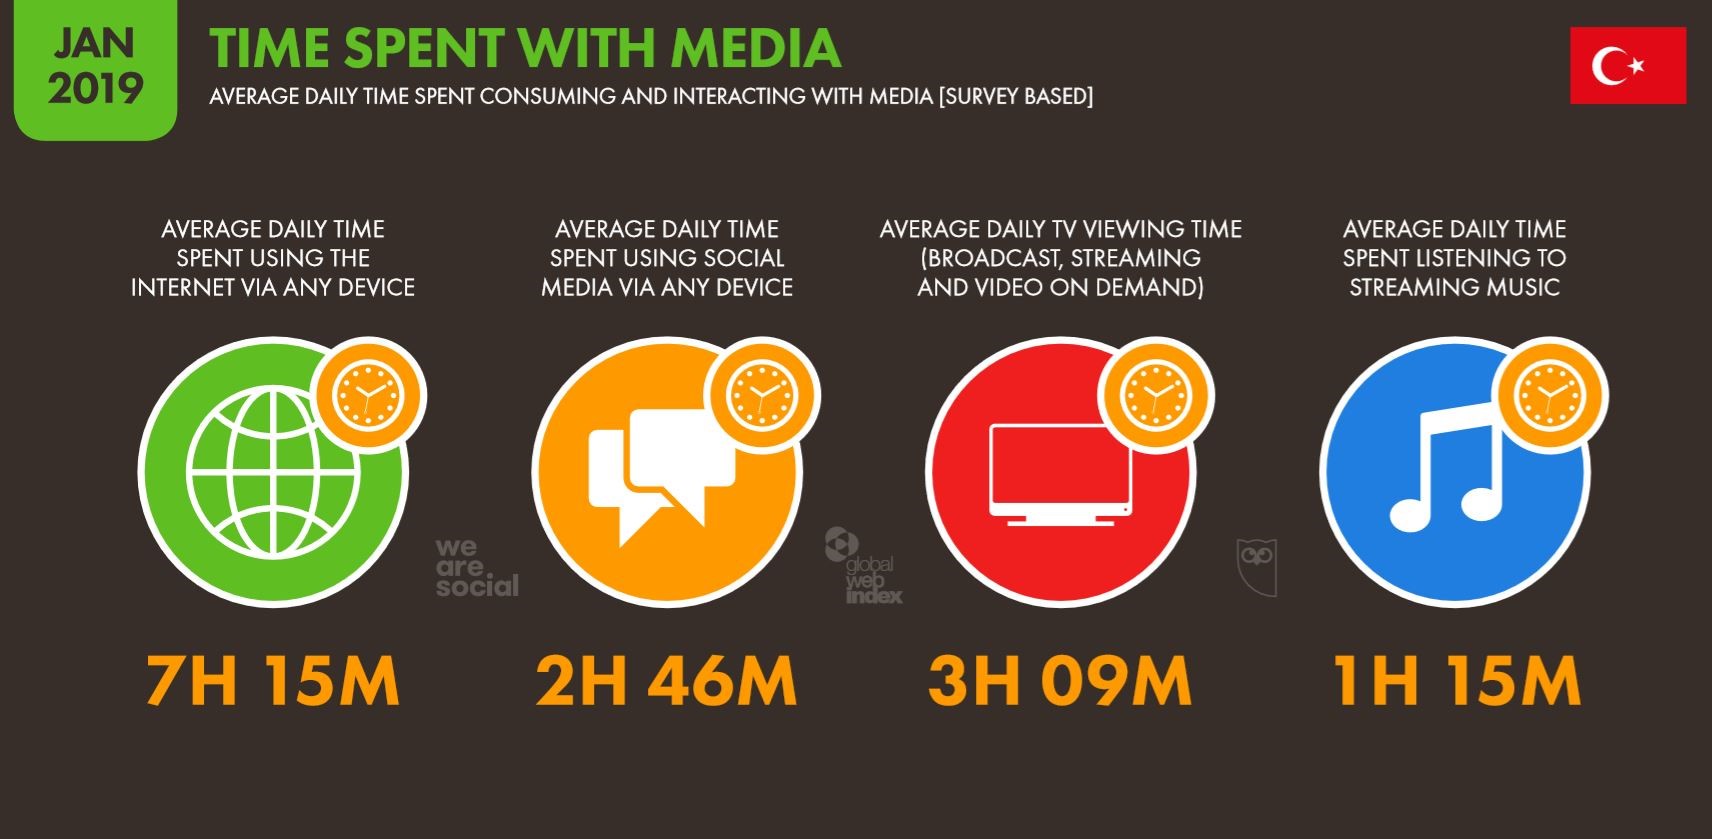 JAN
2019
TIME SPENT WITH MEDIA
AVERAGE DAILY TIME SPENT CONSUMING AND INTERACTING WITH MEDIA [SURVEY BASED]
AVERAGE DAILY TIME
SPENT USING THE
INTERNET VIA ANY DEVICE
7H 15M
AVERAGE DAILY TIME
SPENT USING SOCIAL
MEDIA VIA ANY DEVICE
2H 46M
AVERAGE DAILY TV VIEWING TIME
(BROADCAST, STREAMING
AND VIDEO ON DEMAND)
3H 09M
AVERAGE DAILY TIME
SPENT LISTENING TO
STREAMING MUSIC
1H 15M
we
are
social
global
web
index